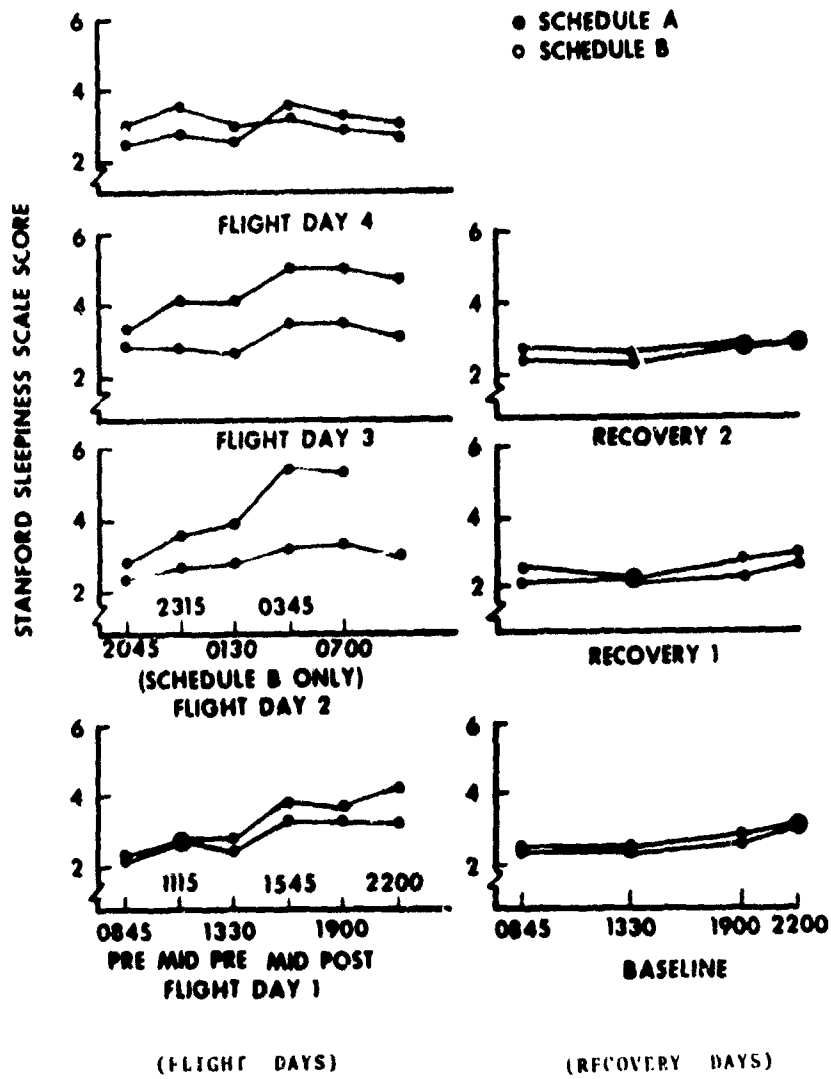 ● SCHEDULE A
○ SCHEDULE B
STANFORD SLEEPINESS SCALE SCORE
6
4
2
FLIGHT DAY 4
6
4
2
FLIGHT DAY 3
6
4
2
RECOVERY 2
6
4
2
2315 0345
2045 0130 0700
(SCHEDULE B ONLY)
FLIGHT DAY 2
6
4
2
RECOVERY 1
6
4
2
1115 1545 2200
0845 1330 1900
PRE MID PRE MID POST
FLIGHT DAY 1
6
4
2
0845 1330 1900 2200
BASELINE
(FLIGHT DAYS)
(RECOVERY DAYS)